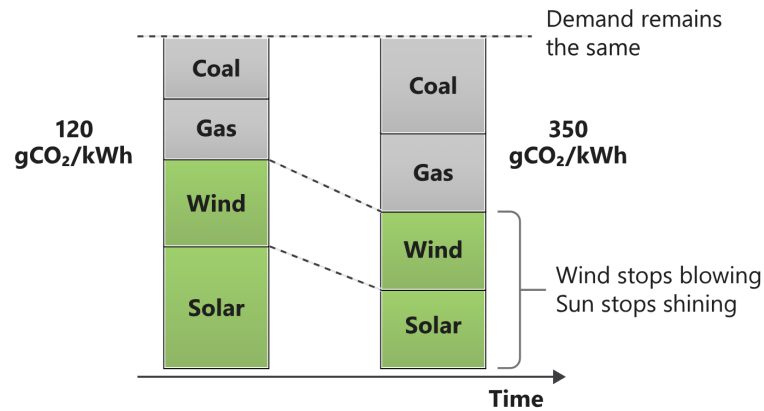 Demand remains
the same
Coal
Gas
Wind
Solar
120
gCO₂/kWh
Coal
Gas
Wind
Solar
350
gCO₂/kWh
Wind stops blowing
Sun stops shining
Time